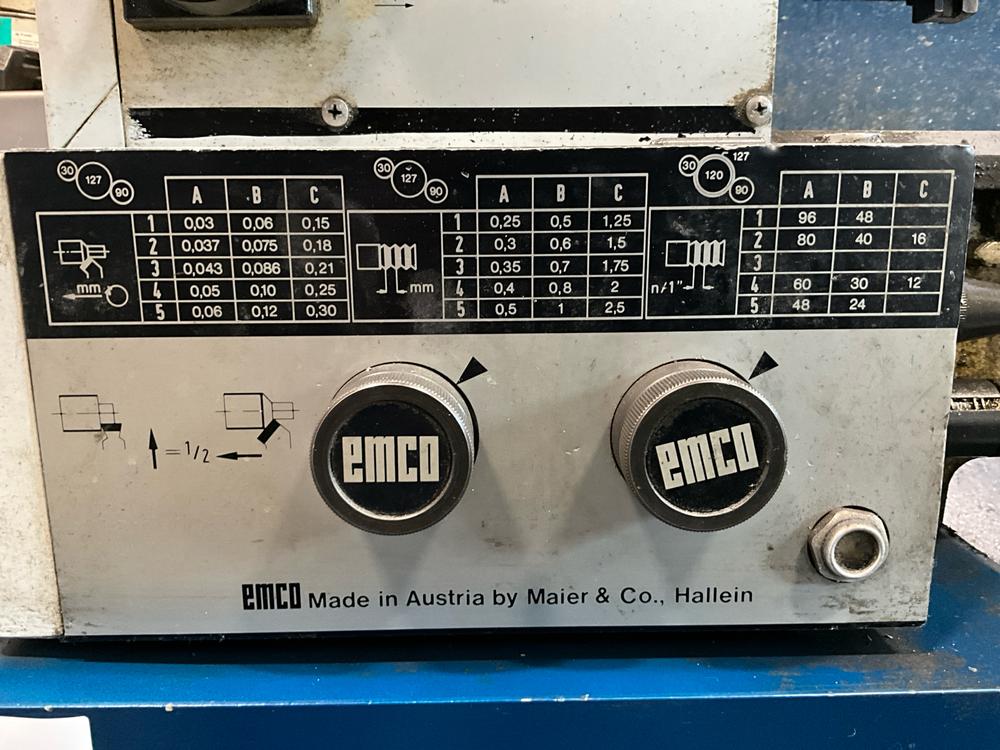 30 127 90
A B C
1 0,03 0,06 0,15
2 0,037 0,075 0,18
3 0,043 0,086 0,21
4 0,05 0,10 0,25
5 0,06 0,12 0,30
mm
30 127 90
A B C
1 0,25 0,5 1,25
2 0,3 0,6 1,5
3 0,35 0,7 1,75
4 0,4 0,8 2
5 0,5 1 2,5
mm
30 120 127 90
A B C
1 96 48
2 80 40 16
3
4 60 30 12
5 48 24
n/1"
=1/2
emco
emco
emco Made in Austria by Maier & Co., Hallein